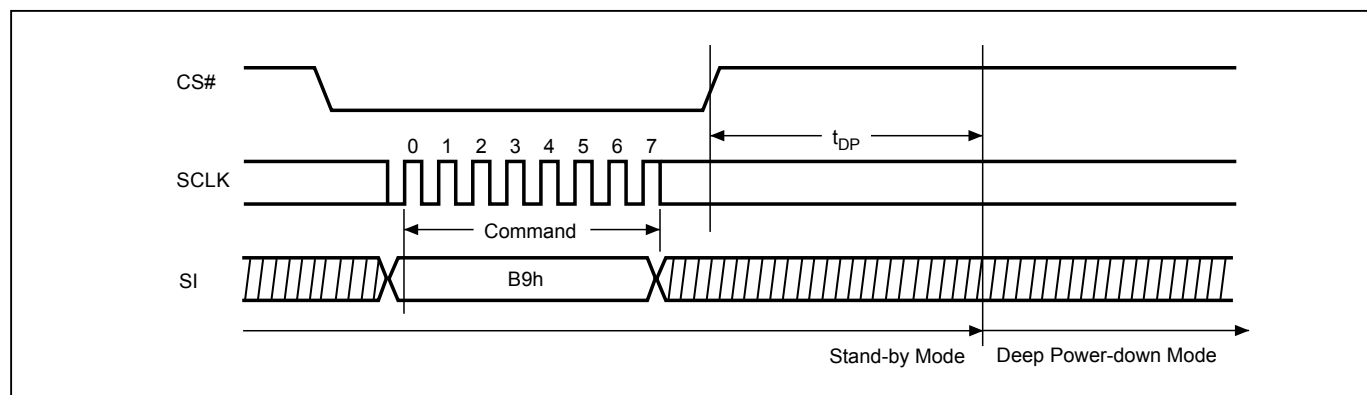 CS#
t_DP
0 1 2 3 4 5 6 7
SCLK
Command
SI
B9h
Stand-by Mode
Deep Power-down Mode